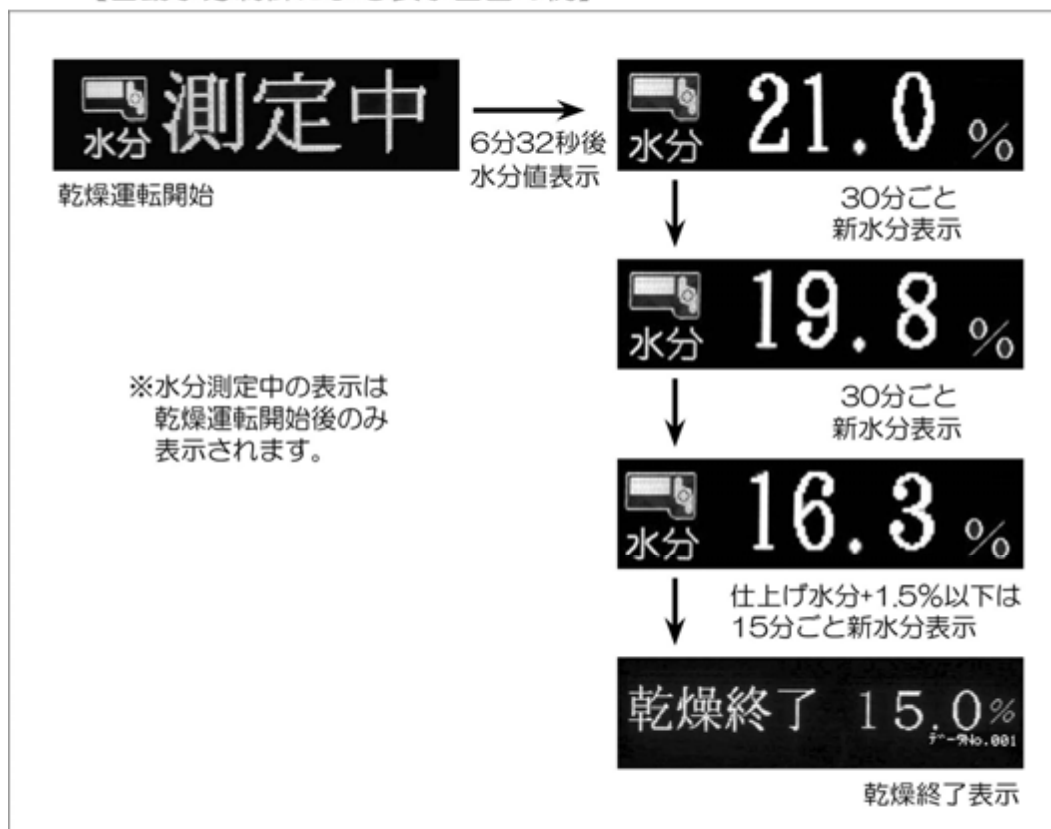 水分 測定中
乾燥運転開始
6分32秒後
水分値表示
水分 21.0 %
30分ごと
新水分表示
水分 19.8 %
30分ごと
新水分表示
※水分測定中の表示は
乾燥運転開始後のみ
表示されます。
水分 16.3 %
仕上げ水分+1.5%以下は
15分ごと新水分表示
乾燥終了 15.0%
ﾃﾞｰﾀNo.001
乾燥終了表示